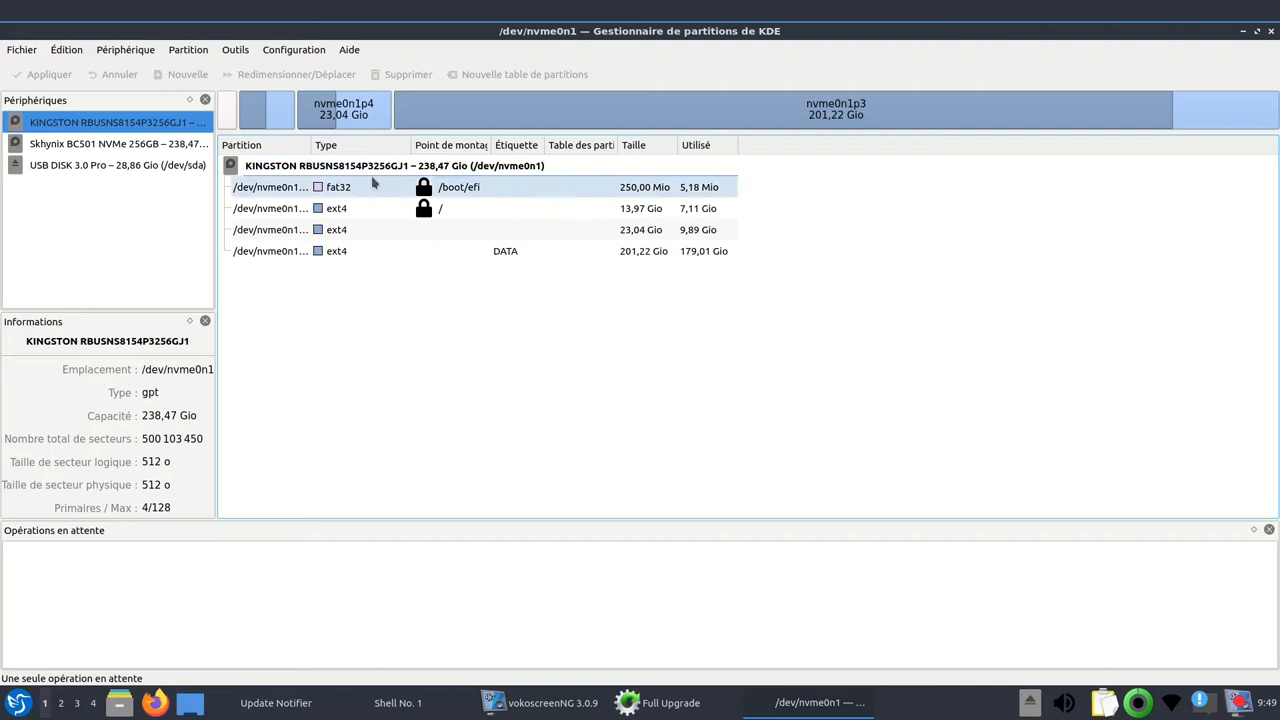 /dev/nvme0n1 — Gestionnaire de partitions de KDE
Fichier Édition Périphérique Partition Outils Configuration Aide
Appliquer Annuler Nouvelle Redimensionner/Déplacer Supprimer Nouvelle table de partitions
Périphériques
KINGSTON RBUSNS8154P3256GJ1 – ...
Skhynix BC501 NVMe 256GB – 238,47...
USB DISK 3.0 Pro – 28,86 Gio (/dev/sda)
nvme0n1p4
23,04 Gio
nvme0n1p3
201,22 Gio
Partition Type Point de montag Étiquette Table des parti Taille Utilisé
KINGSTON RBUSNS8154P3256GJ1 – 238,47 Gio (/dev/nvme0n1)
/dev/nvme0n1... fat32 /boot/efi 250,00 Mio 5,18 Mio
/dev/nvme0n1... ext4 / 13,97 Gio 7,11 Gio
/dev/nvme0n1... ext4 23,04 Gio 9,89 Gio
/dev/nvme0n1... ext4 DATA 201,22 Gio 179,01 Gio
Informations
KINGSTON RBUSNS8154P3256GJ1
Emplacement : /dev/nvme0n1
Type : gpt
Capacité : 238,47 Gio
Nombre total de secteurs : 500 103 450
Taille de secteur logique : 512 o
Taille de secteur physique : 512 o
Primaires / Max : 4/128
Opérations en attente
Une seule opération en attente
1 2 3 4 Update Notifier Shell No. 1 vokoscreenNG 3.0.9 Full Upgrade /dev/nvme0n1 — ... 9:49